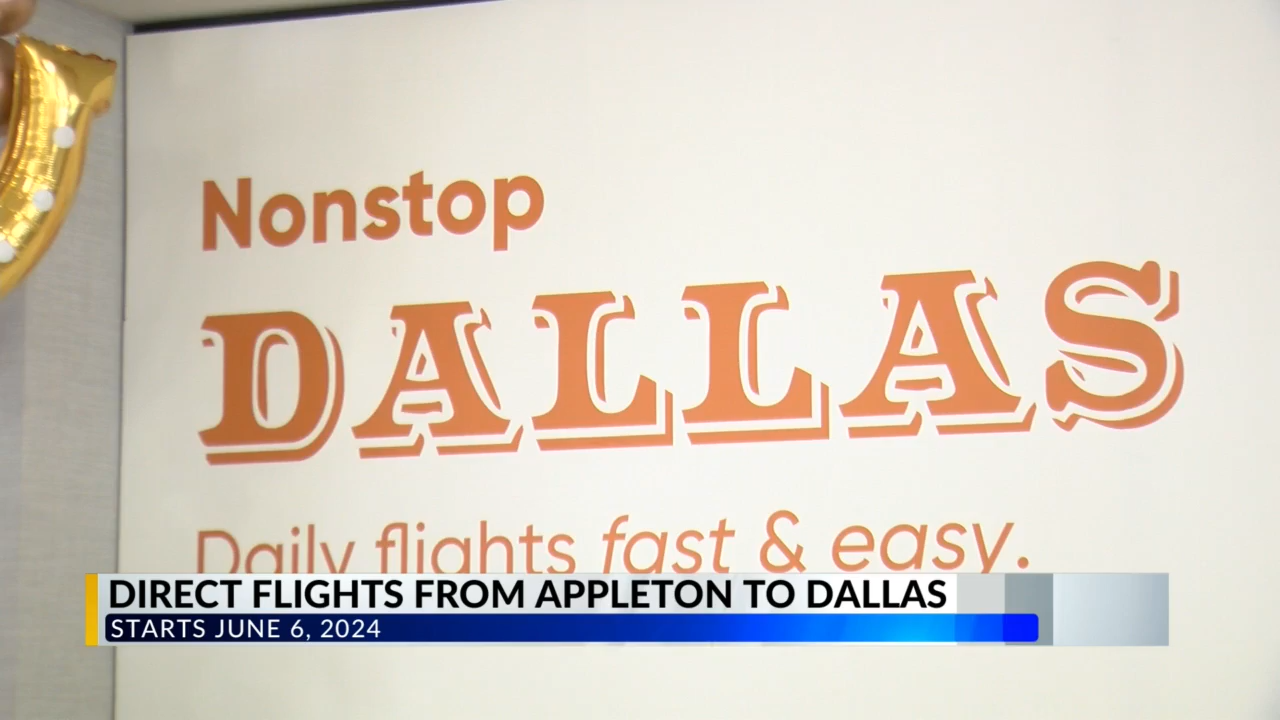 Nonstop
DALLAS
Daily flights fast & easy.
DIRECT FLIGHTS FROM APPLETON TO DALLAS
STARTS JUNE 6, 2024